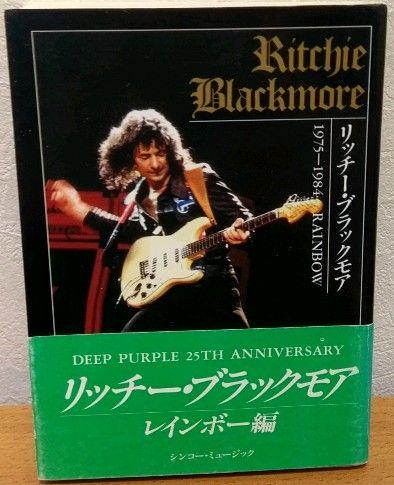 Ritchie
Blackmore
リッチー・ブラックモア
1975—1984 RAINBOW
DEEP PURPLE 25TH ANNIVERSARY
リッチー・ブラックモア
レインボー編
シンコー・ミュージック